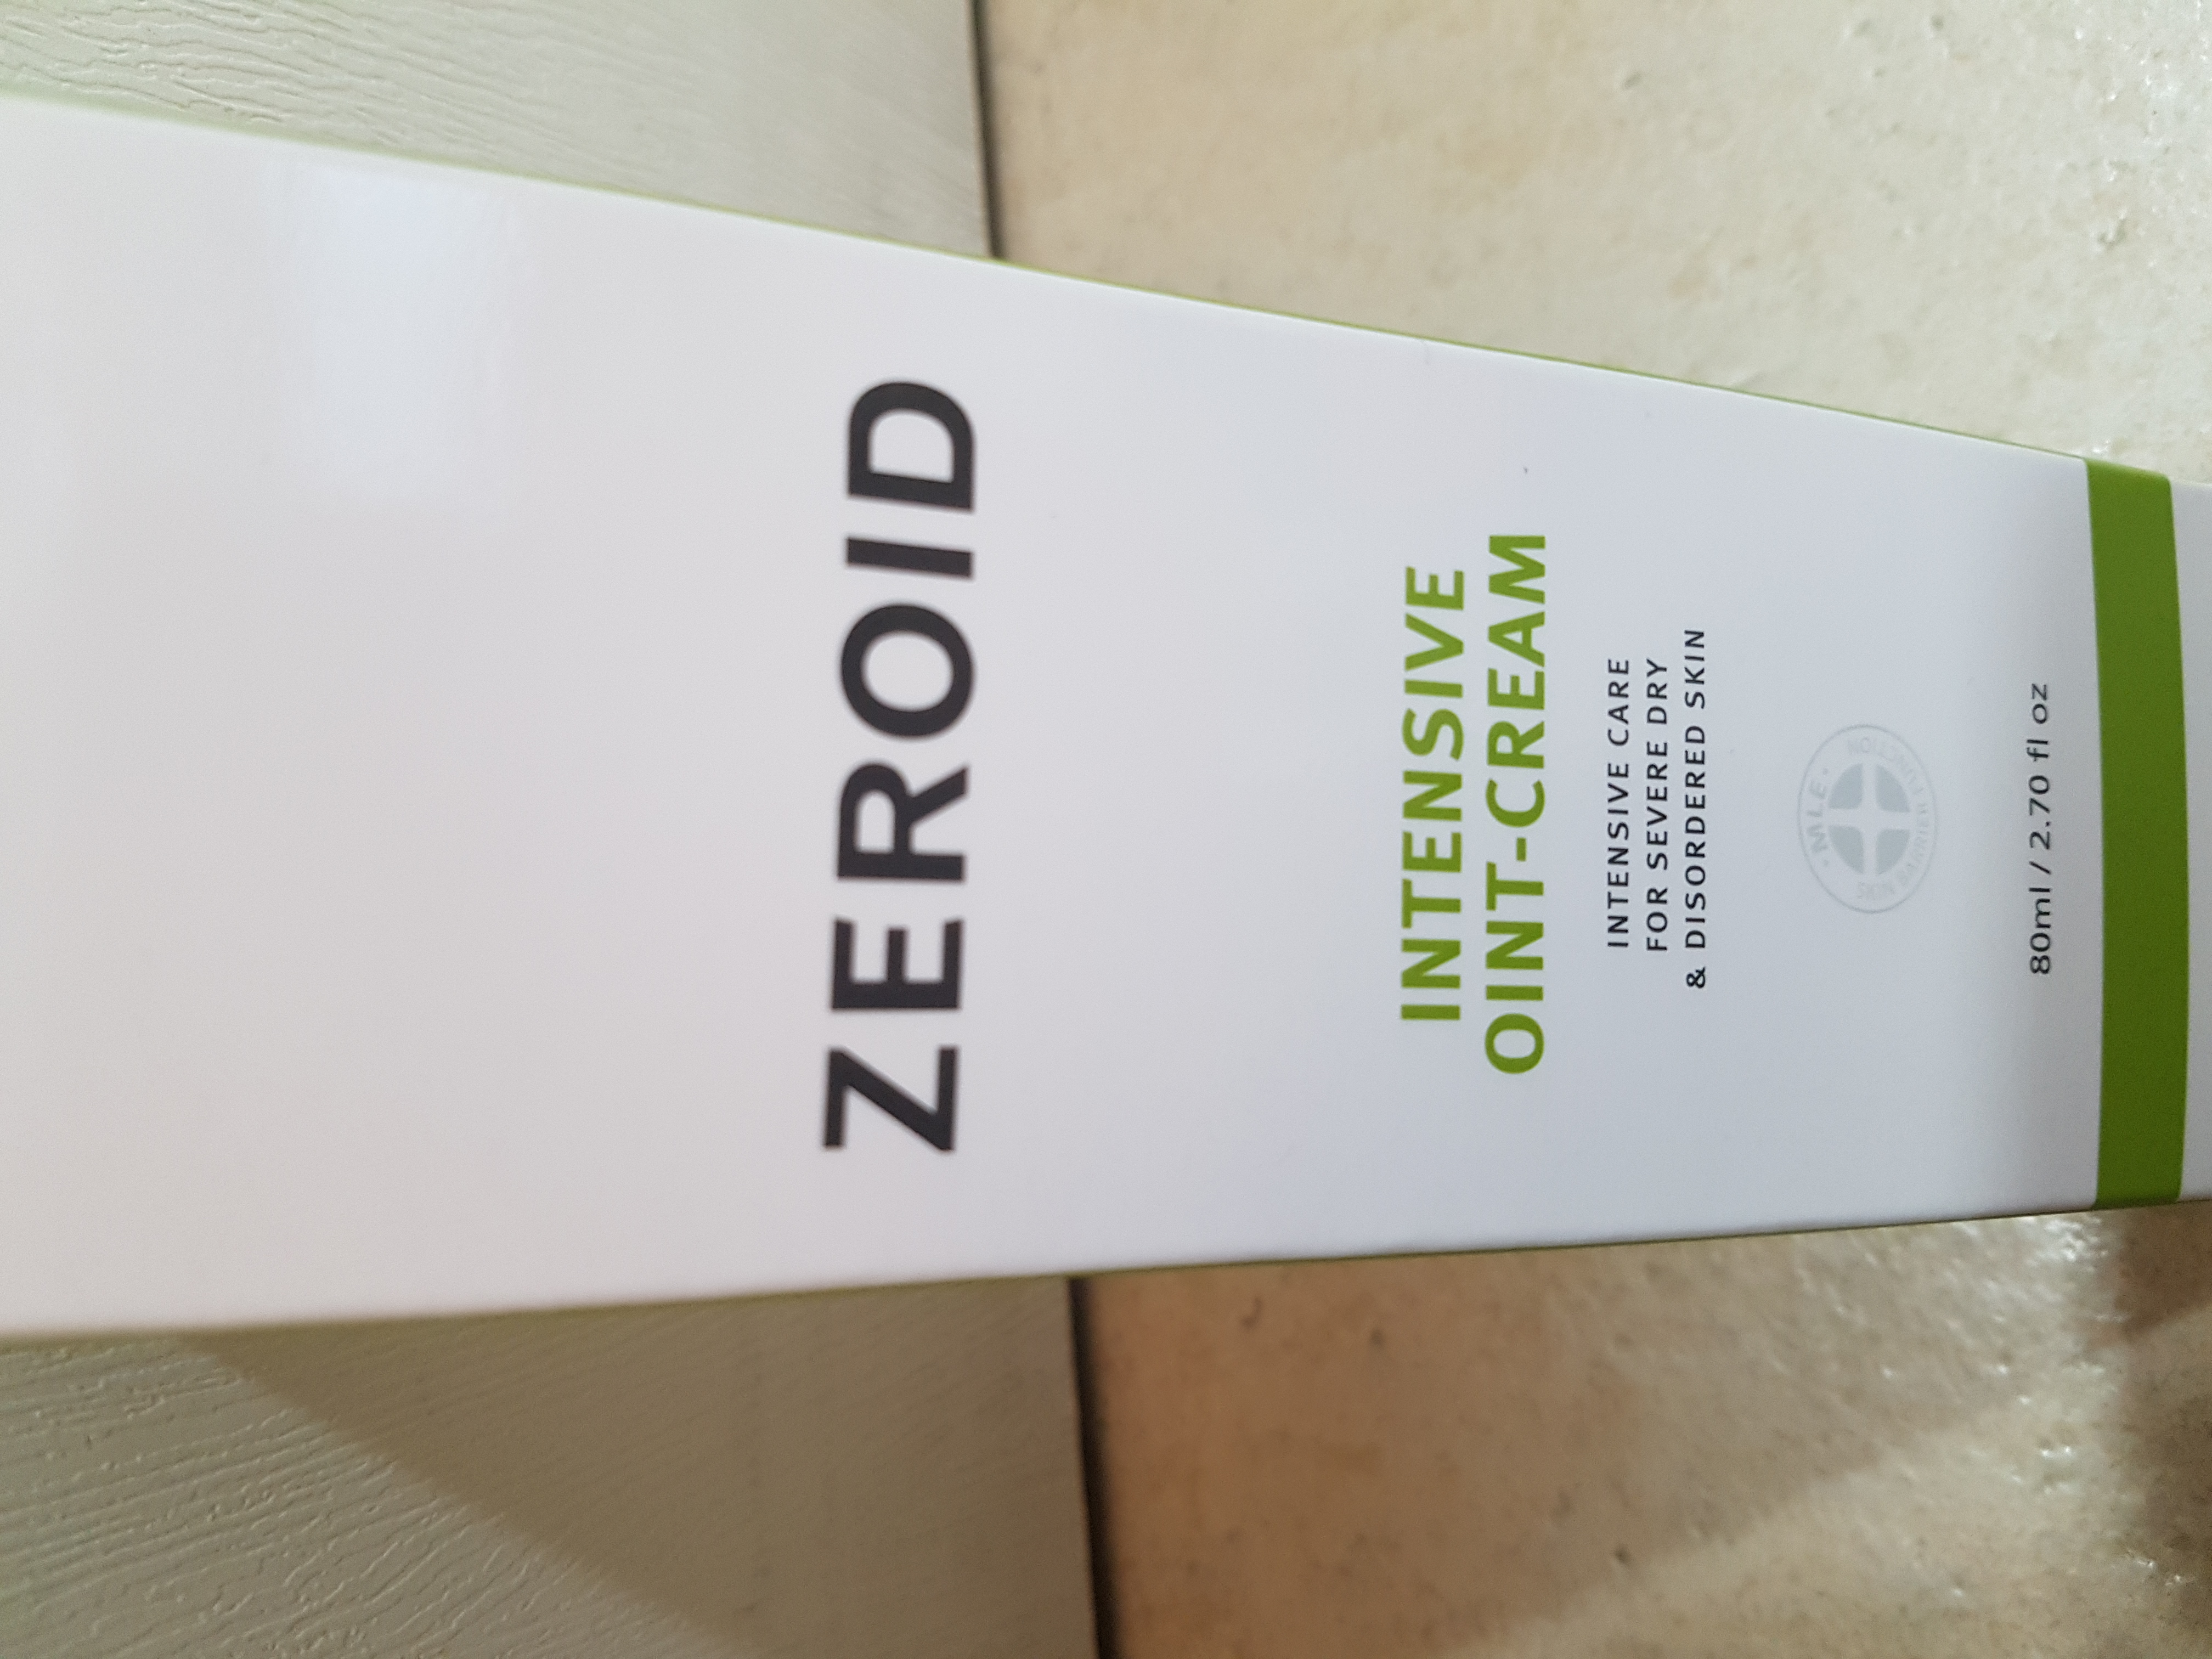 ZEROID
INTENSIVE
OINT-CREAM
INTENSIVE CARE
FOR SEVERE DRY
& DISORDERED SKIN
• MLE •
SKIN BARRIER FUNCTION
80ml / 2.70 fl oz